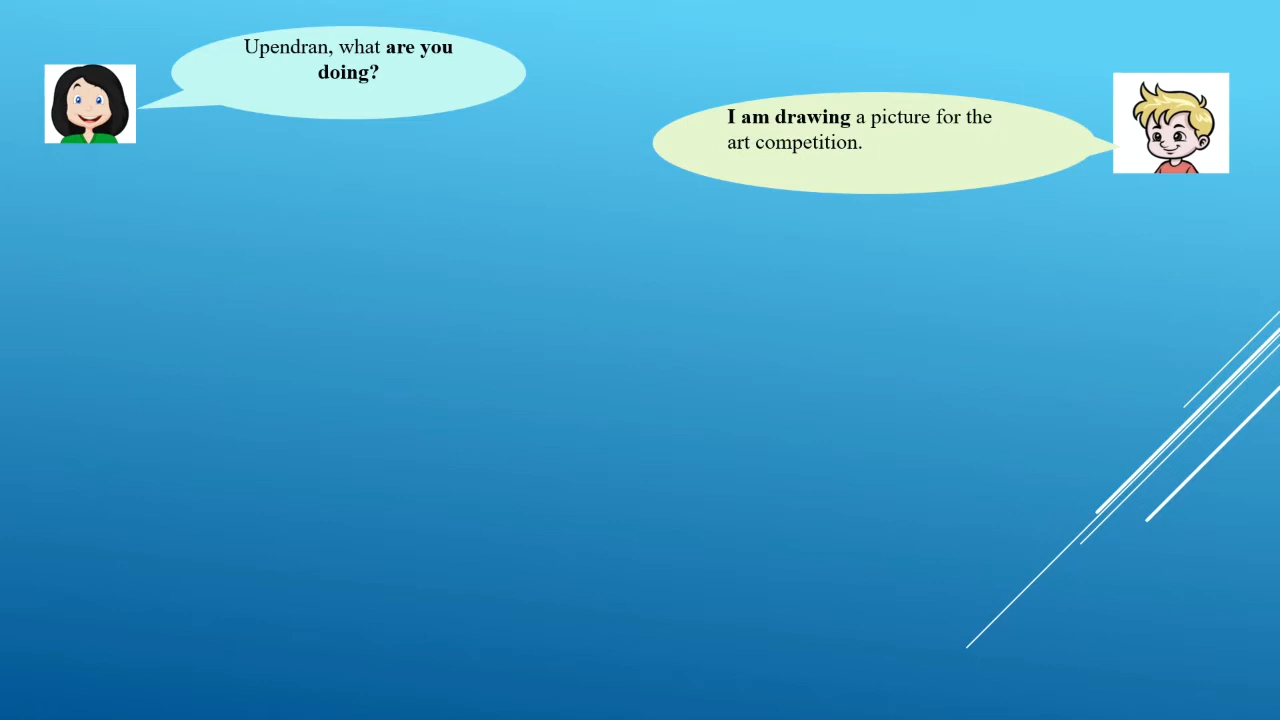 Upendran, what are you
doing?
I am drawing a picture for the
art competition.